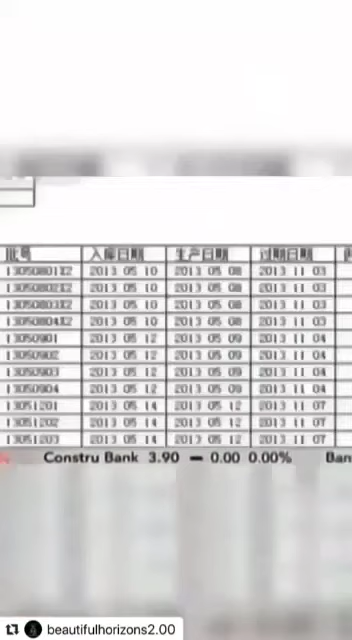 批号 入库日期 生产日期 过期日期
13050801XZ 2013 05 10 2013 05 08 2013 11 03
13050802XZ 2013 05 10 2013 05 08 2013 11 03
13050803XZ 2013 05 10 2013 05 08 2013 11 03
13050804XZ 2013 05 10 2013 05 08 2013 11 03
13050901 2013 05 12 2013 05 09 2013 11 04
13050902 2013 05 12 2013 05 09 2013 11 04
13050903 2013 05 12 2013 05 09 2013 11 04
13050904 2013 05 12 2013 05 09 2013 11 04
13051201 2013 05 14 2013 05 12 2013 11 07
13051202 2013 05 14 2013 05 12 2013 11 07
13051203 2013 05 14 2013 05 12 2013 11 07
% Constru Bank 3.90 — 0.00 0.00% Ban
beautifulhorizons2.00